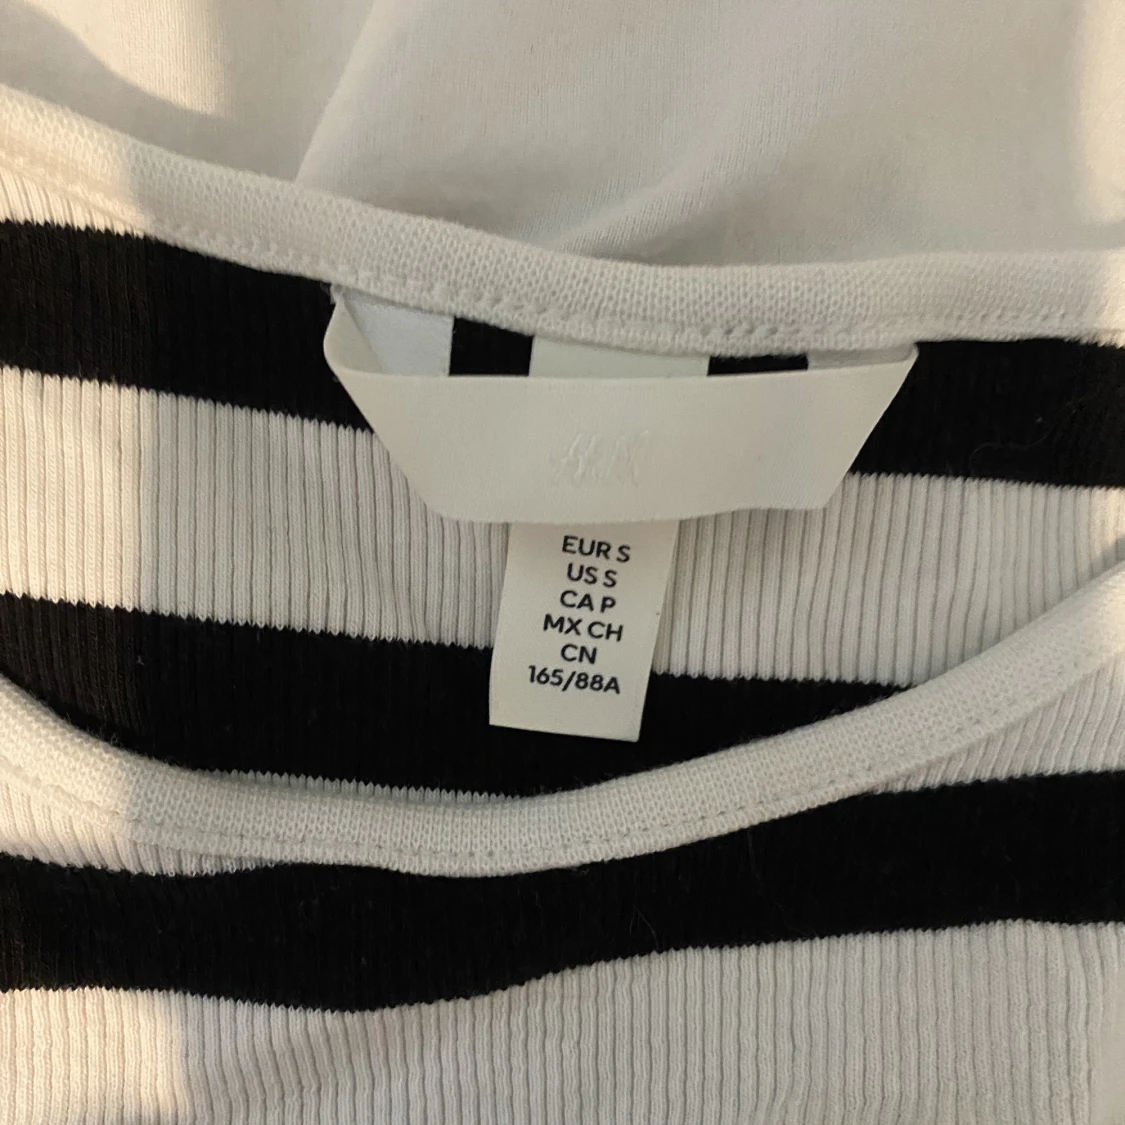 H&M
EUR S
US S
CA P
MX CH
CN
165/88A